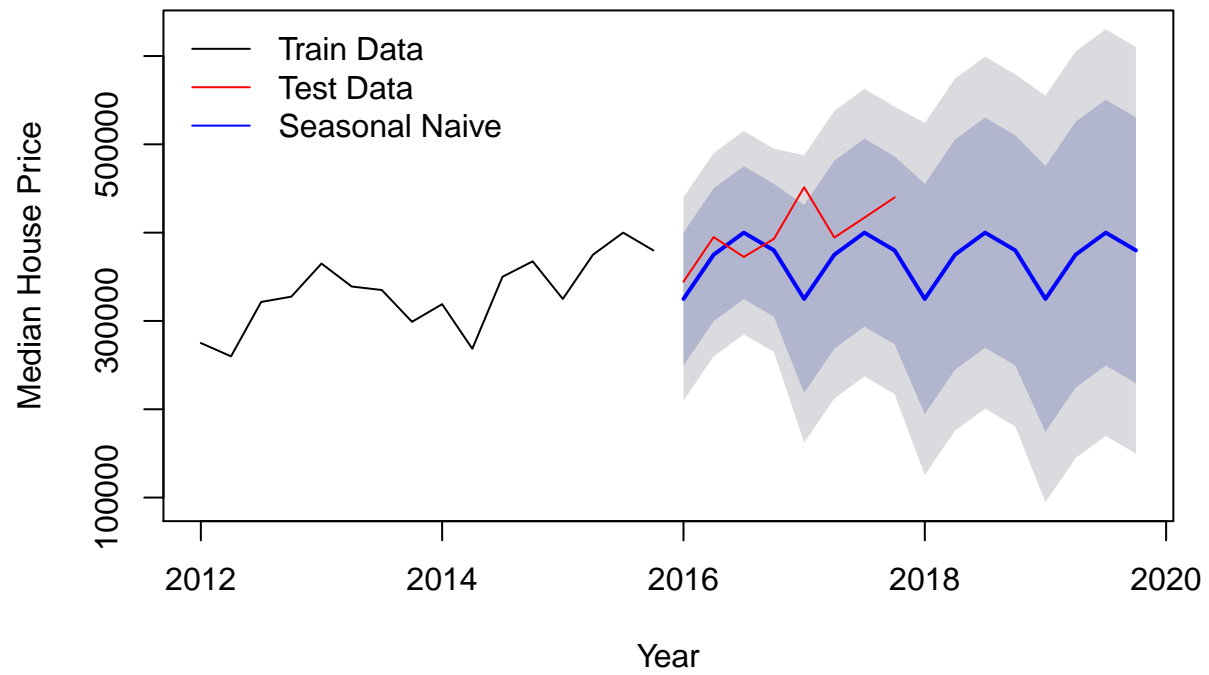 Train Data
Test Data
Seasonal Naive
Median House Price
500000
300000
100000
2012 2014 2016 2018 2020
Year